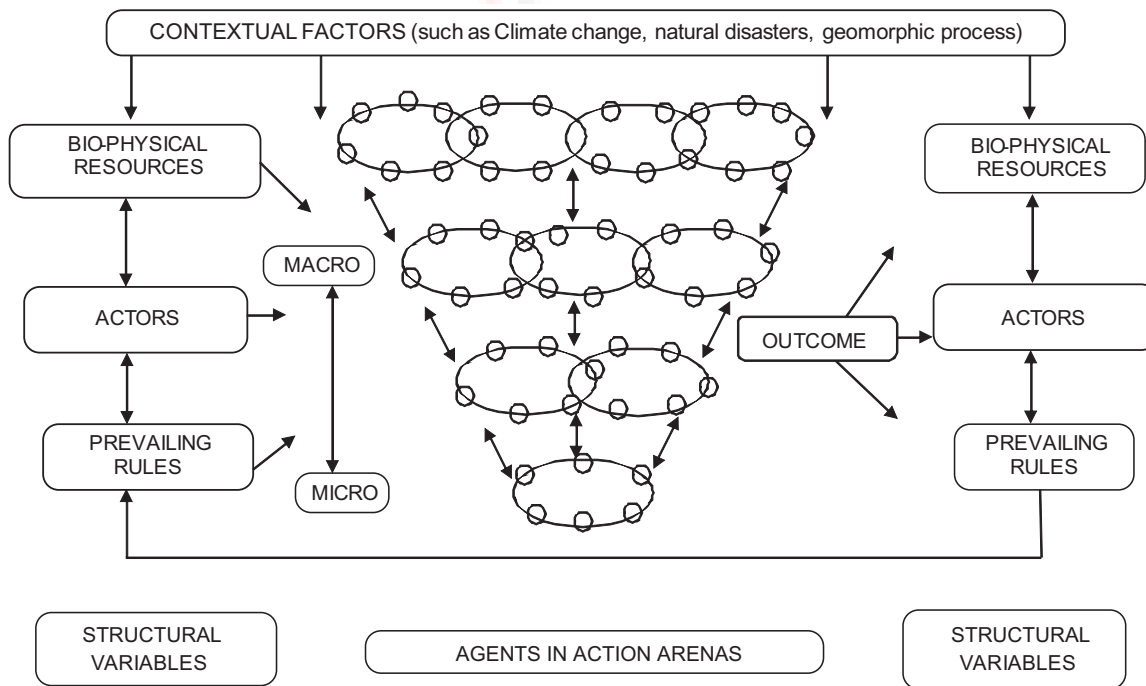 CONTEXTUAL FACTORS (such as Climate change, natural disasters, geomorphic process)
BIO-PHYSICAL
RESOURCES
ACTORS
PREVAILING
RULES
MACRO
MICRO
OUTCOME
BIO-PHYSICAL
RESOURCES
ACTORS
PREVAILING
RULES
STRUCTURAL
VARIABLES
AGENTS IN ACTION ARENAS
STRUCTURAL
VARIABLES